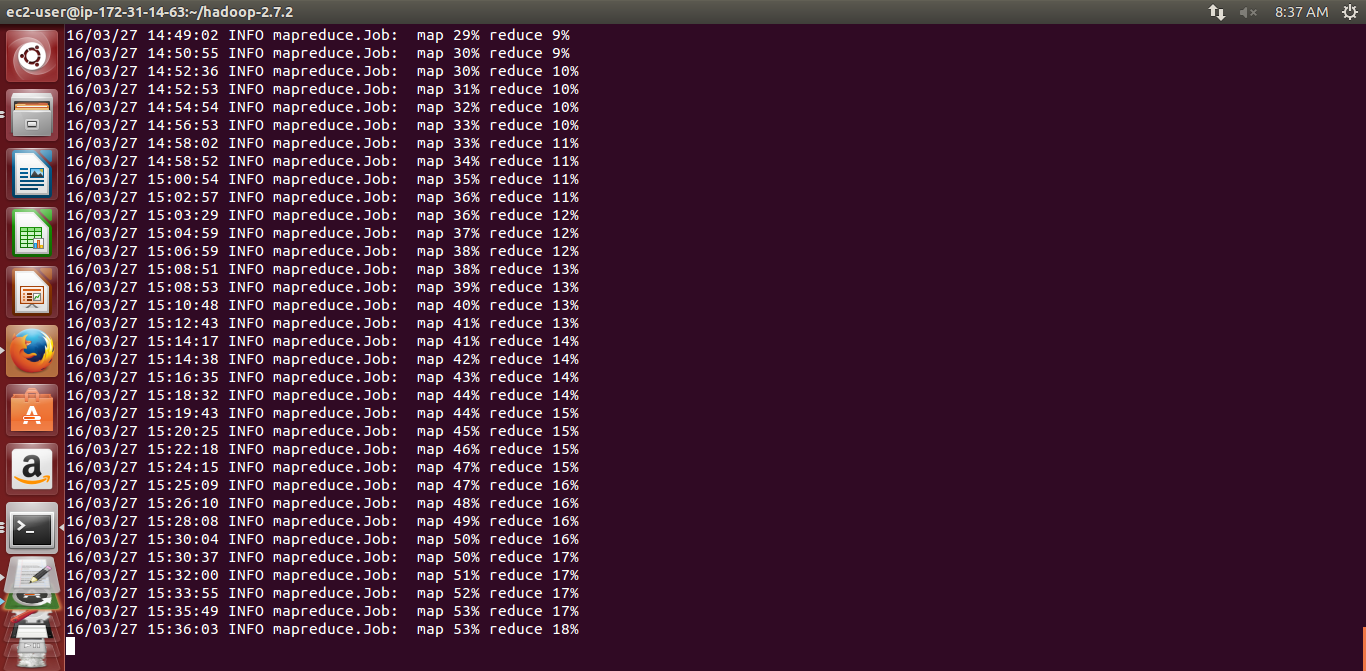 ec2-user@ip-172-31-14-63:~/hadoop-2.7.2
8:37 AM
16/03/27 14:49:02 INFO mapreduce.Job:  map 29% reduce 9%
16/03/27 14:50:55 INFO mapreduce.Job:  map 30% reduce 9%
16/03/27 14:52:36 INFO mapreduce.Job:  map 30% reduce 10%
16/03/27 14:52:53 INFO mapreduce.Job:  map 31% reduce 10%
16/03/27 14:54:54 INFO mapreduce.Job:  map 32% reduce 10%
16/03/27 14:56:53 INFO mapreduce.Job:  map 33% reduce 10%
16/03/27 14:58:02 INFO mapreduce.Job:  map 33% reduce 11%
16/03/27 14:58:52 INFO mapreduce.Job:  map 34% reduce 11%
16/03/27 15:00:54 INFO mapreduce.Job:  map 35% reduce 11%
16/03/27 15:02:57 INFO mapreduce.Job:  map 36% reduce 11%
16/03/27 15:03:29 INFO mapreduce.Job:  map 36% reduce 12%
16/03/27 15:04:59 INFO mapreduce.Job:  map 37% reduce 12%
16/03/27 15:06:59 INFO mapreduce.Job:  map 38% reduce 12%
16/03/27 15:08:51 INFO mapreduce.Job:  map 38% reduce 13%
16/03/27 15:08:53 INFO mapreduce.Job:  map 39% reduce 13%
16/03/27 15:10:48 INFO mapreduce.Job:  map 40% reduce 13%
16/03/27 15:12:43 INFO mapreduce.Job:  map 41% reduce 13%
16/03/27 15:14:17 INFO mapreduce.Job:  map 41% reduce 14%
16/03/27 15:14:38 INFO mapreduce.Job:  map 42% reduce 14%
16/03/27 15:16:35 INFO mapreduce.Job:  map 43% reduce 14%
16/03/27 15:18:32 INFO mapreduce.Job:  map 44% reduce 14%
16/03/27 15:19:43 INFO mapreduce.Job:  map 44% reduce 15%
16/03/27 15:20:25 INFO mapreduce.Job:  map 45% reduce 15%
16/03/27 15:22:18 INFO mapreduce.Job:  map 46% reduce 15%
16/03/27 15:24:15 INFO mapreduce.Job:  map 47% reduce 15%
16/03/27 15:25:09 INFO mapreduce.Job:  map 47% reduce 16%
16/03/27 15:26:10 INFO mapreduce.Job:  map 48% reduce 16%
16/03/27 15:28:08 INFO mapreduce.Job:  map 49% reduce 16%
16/03/27 15:30:04 INFO mapreduce.Job:  map 50% reduce 16%
16/03/27 15:30:37 INFO mapreduce.Job:  map 50% reduce 17%
16/03/27 15:32:00 INFO mapreduce.Job:  map 51% reduce 17%
16/03/27 15:33:55 INFO mapreduce.Job:  map 52% reduce 17%
16/03/27 15:35:49 INFO mapreduce.Job:  map 53% reduce 17%
16/03/27 15:36:03 INFO mapreduce.Job:  map 53% reduce 18%